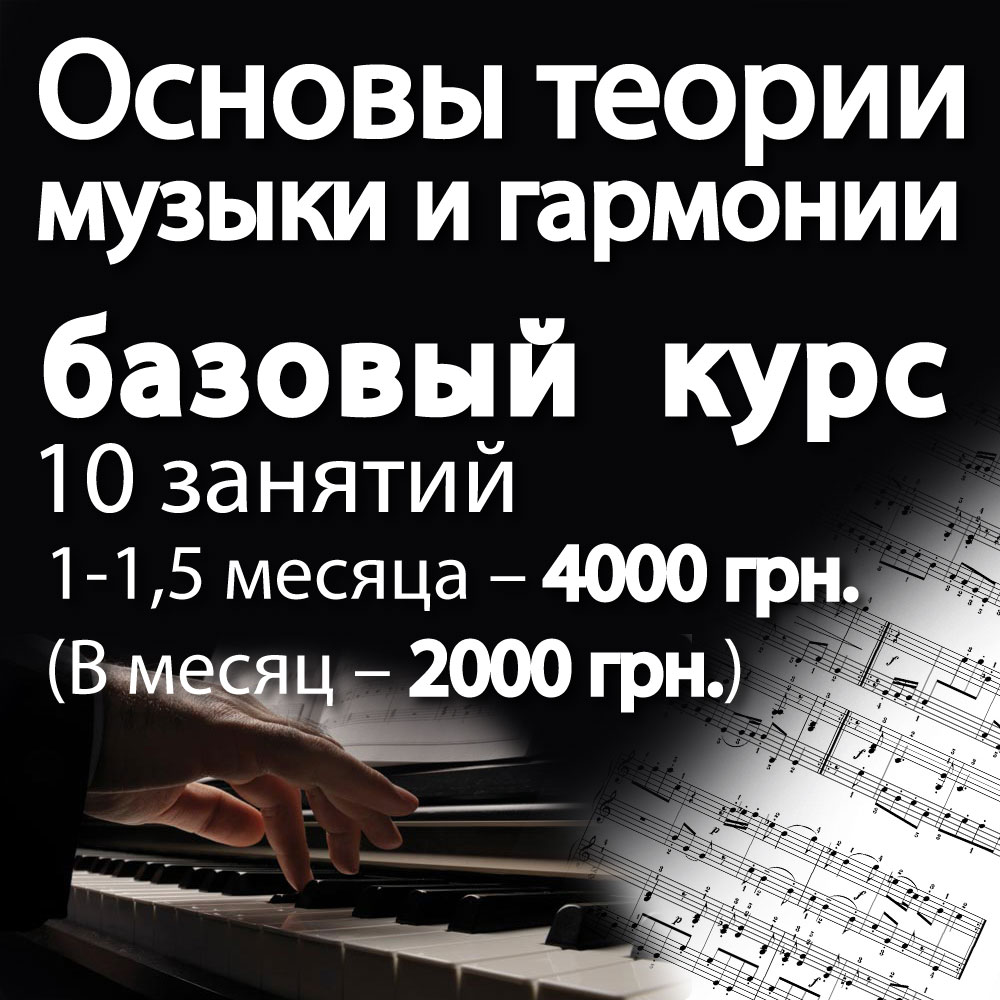 Основы теории
музыки и гармонии
базовый курс
10 занятий
1-1,5 месяца – 4000 грн.
(В месяц – 2000 грн.)